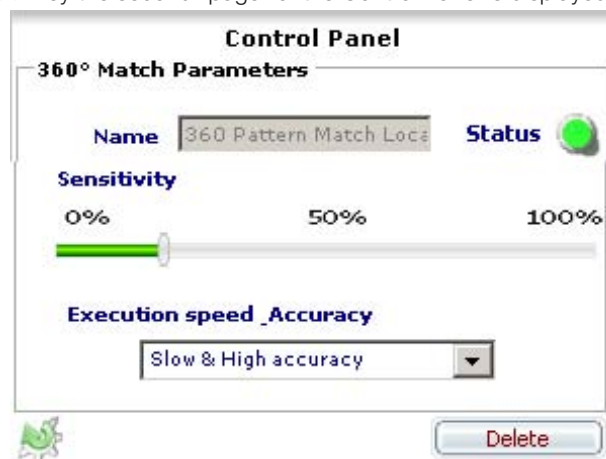 Control Panel
360° Match Parameters
Name 360 Pattern Match Loca Status
Sensitivity
0% 50% 100%
Execution speed _Accuracy
Slow & High accuracy
Delete